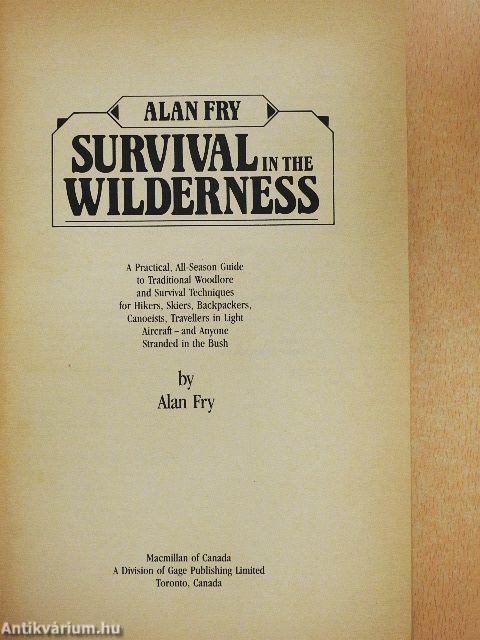 ALAN FRY
SURVIVAL IN THE
WILDERNESS
A Practical, All-Season Guide
to Traditional Woodlore
and Survival Techniques
for Hikers, Skiers, Backpackers,
Canoeists, Travellers in Light
Aircraft – and Anyone
Stranded in the Bush
by
Alan Fry
Macmillan of Canada
A Division of Gage Publishing Limited
Toronto, Canada
Antikvárium.hu